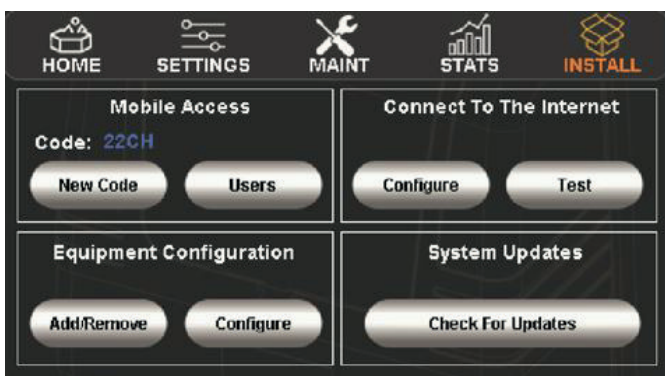 HOME SETTINGS MAINT STATS INSTALL
Mobile Access
Code: 22CH
New Code Users
Connect To The Internet
Configure Test
Equipment Configuration
Add/Remove Configure
System Updates
Check For Updates